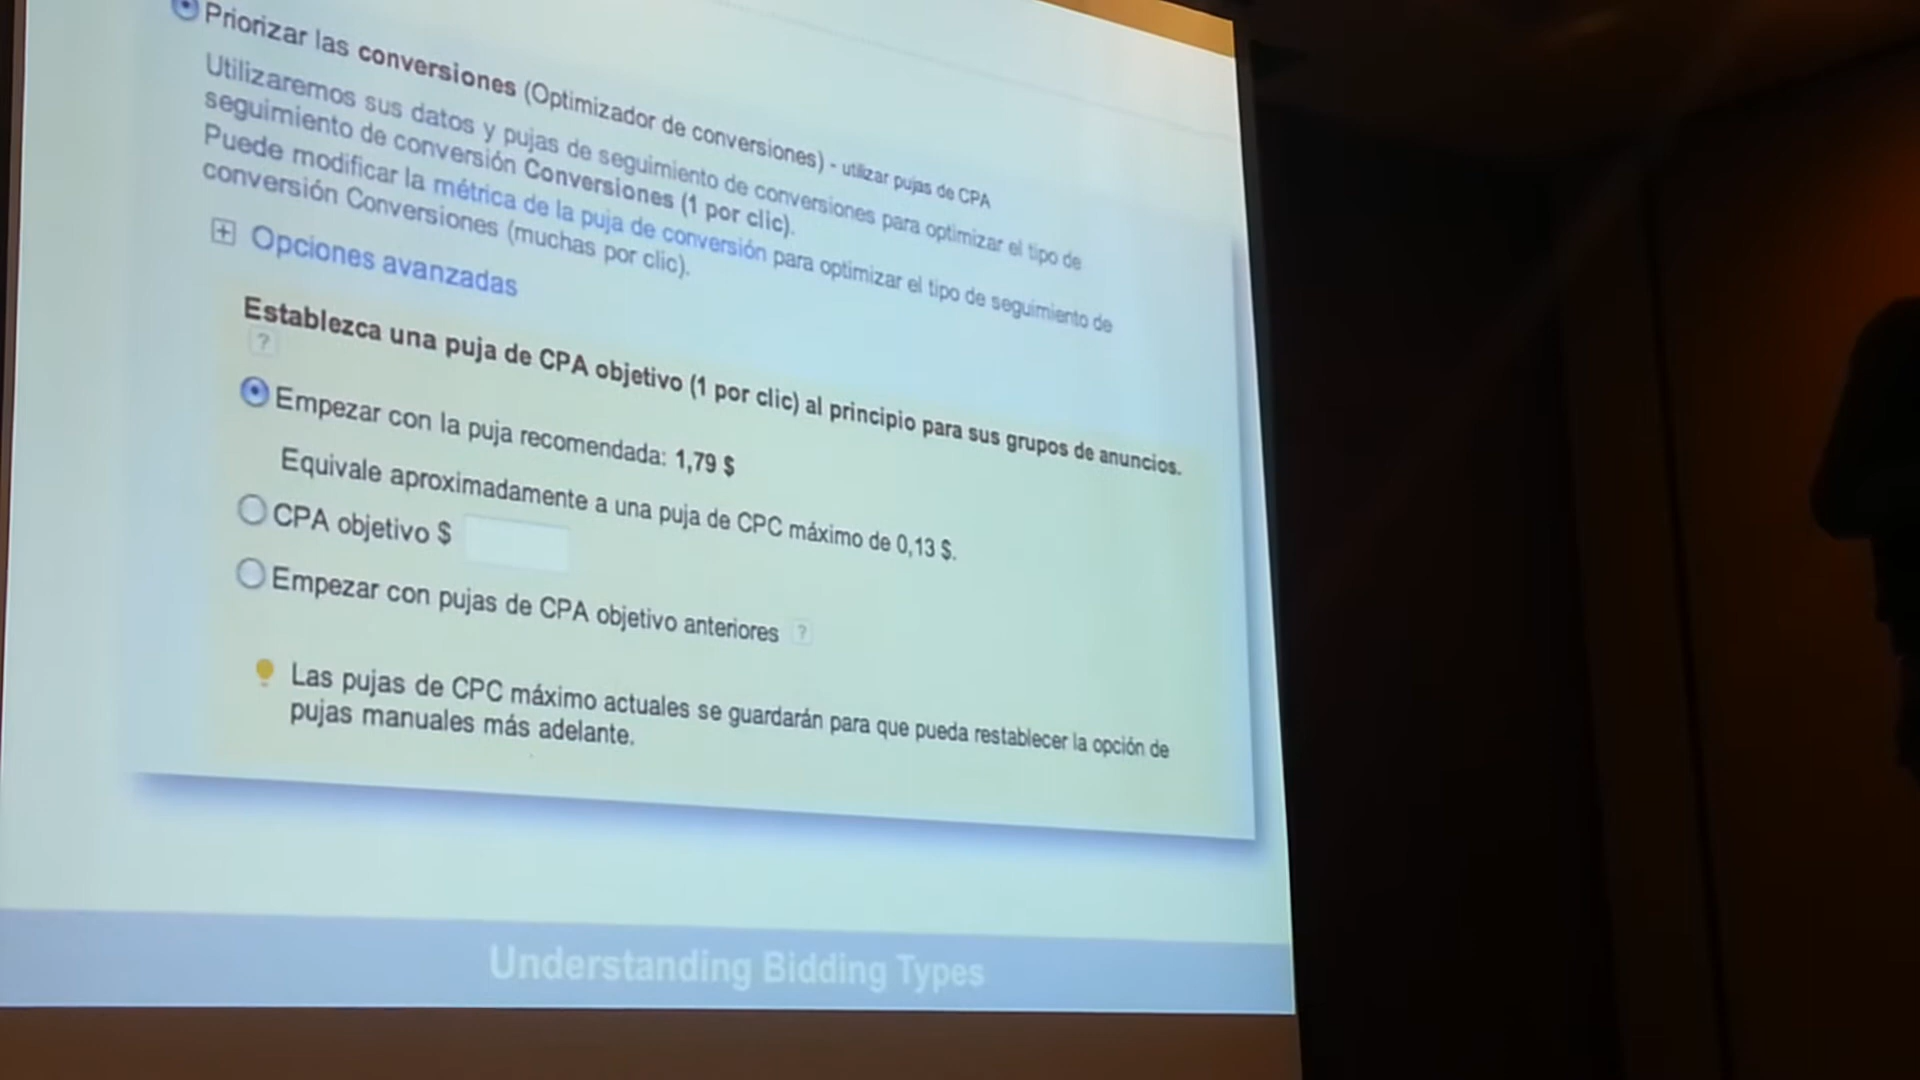 Priorizar las conversiones (Optimizador de conversiones) - utilizar pujas de CPA
Utilizaremos sus datos y pujas de seguimiento de conversiones para optimizar el tipo de
seguimiento de conversión Conversiones (1 por clic).
Puede modificar la métrica de la puja de conversión para optimizar el tipo de seguimiento de
conversión Conversiones (muchas por clic).
Opciones avanzadas
Establezca una puja de CPA objetivo (1 por clic) al principio para sus grupos de anuncios.
?
Empezar con la puja recomendada: 1,79 $
Equivale aproximadamente a una puja de CPC máximo de 0,13 $.
CPA objetivo $
Empezar con pujas de CPA objetivo anteriores ?
Las pujas de CPC máximo actuales se guardarán para que pueda restablecer la opción de
pujas manuales más adelante.
Understanding Bidding Types